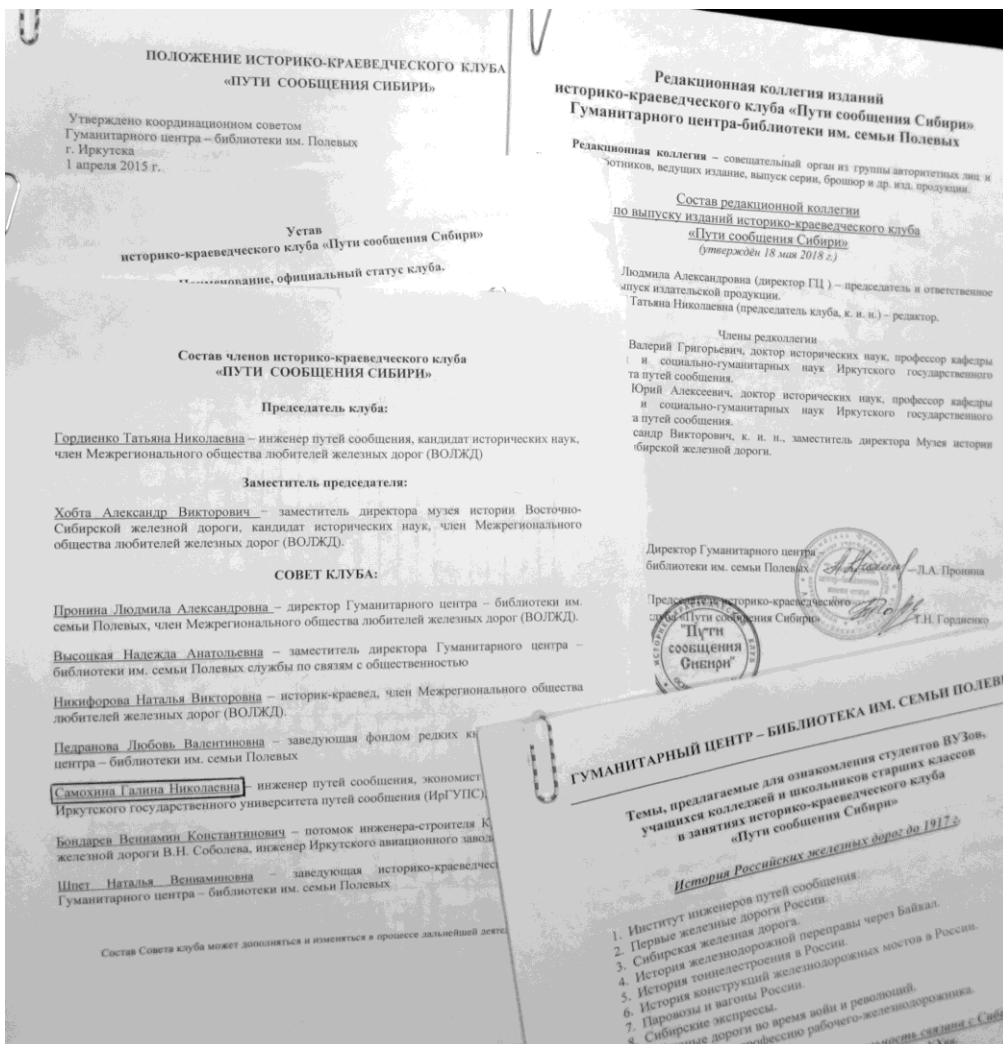 ПОЛОЖЕНИЕ ИСТОРИКО-КРАЕВЕДЧЕСКОГО КЛУБА
«ПУТИ СООБЩЕНИЯ СИБИРИ»
Утверждено координационном советом
Гуманитарного центра – библиотеки им. Полевых
г. Иркутска
1 апреля 2015 г.
Устав
историко-краеведческого клуба «Пути сообщения Сибири»
официальный статус клуба.
Состав членов историко-краеведческого клуба
«ПУТИ СООБЩЕНИЯ СИБИРИ»
Председатель клуба:
Гордиенко Татьяна Николаевна – инженер путей сообщения, кандидат исторических наук,
член Межрегионального общества любителей железных дорог (ВОЛЖД)
Заместитель председателя:
Хобта Александр Викторович – заместитель директора музея истории Восточно-
Сибирской железной дороги, кандидат исторических наук, член Межрегионального
общества любителей железных дорог (ВОЛЖД).
СОВЕТ КЛУБА:
Пронина Людмила Александровна – директор Гуманитарного центра – библиотеки им.
семьи Полевых, член Межрегионального общества любителей железных дорог (ВОЛЖД).
Высоцкая Надежда Анатольевна – заместитель директора Гуманитарного центра –
библиотеки им. семьи Полевых службы по связям с общественностью
Никифорова Наталья Викторовна – историк-краевед, член Межрегионального общества
любителей железных дорог (ВОЛЖД).
Педранова Любовь Валентиновна – заведующая фондом редких
центра – библиотеки им. семьи Полевых
Самохина Галина Николаевна – инженер путей сообщения, экономист
Иркутского государственного университета путей сообщения (ИрГУПС).
Бондарев Вениамин Константинович – потомок инженера-строителя
железной дороги В.Н. Соболева, инженер Иркутского авиационного
Шпет Наталья Вениаминовна – заведующая
Гуманитарного центра – библиотеки им. семьи Полевых
Состав Совета клуба может дополняться и изменяться в процессе дальнейшей
Редакционная коллегия изданий
историко-краеведческого клуба «Пути сообщения Сибири»
Гуманитарного центра-библиотеки им. семьи Полевых
Редакционная коллегия – совещательный орган из группы авторитетных лиц и
ведущих издание, выпуск серии, брошюр и др. изд. продукции.
Состав редакционной коллегии
по выпуску изданий историко-краеведческого клуба
«Пути сообщения Сибири»
(утверждён 18 мая 2018 г.)
Людмила Александровна (директор ГЦ ) – председатель и ответственное
издательской продукции.
Татьяна Николаевна (председатель клуба, к. и. н.) – редактор.
Члены редколлегии
Валерий Григорьевич, доктор исторических наук, профессор кафедры
и социально-гуманитарных наук Иркутского государственного
путей сообщения.
Юрий Алексеевич, доктор исторических наук, профессор кафедры
и социально-гуманитарных наук Иркутского государственного
путей сообщения.
Викторович, к. и. н., заместитель директора Музея истории
железной дороги.
Директор Гуманитарного центра –
библиотеки им. семьи Полевых Л.А. Пронина
Председатель историко-краеведческого
клуба «Пути сообщения Сибири» Т.Н. Гордиенко
"Пути
сообщения
Сибири"
ГУМАНИТАРНЫЙ ЦЕНТР – БИБЛИОТЕКА ИМ. СЕМЬИ
Темы, предлагаемые для ознакомления студентов ВУЗов,
учащихся колледжей и школьников старших классов
в занятиях историко-краеведческого клуба
«Пути сообщения Сибири»
История Российских железных дорог до 1917 г.
1. Институт инженеров путей сообщения.
2. Первые железные дороги России.
3. Сибирская железная дорога.
4. История железнодорожной переправы через Байкал.
5. История тоннелестроения в России.
6. История конструкций железнодорожных мостов в России.
7. Паровозы и вагоны России.
8. Сибирские экспрессы.
дороги во время войн и революций.
рабочего-железнодорожника.
связана с